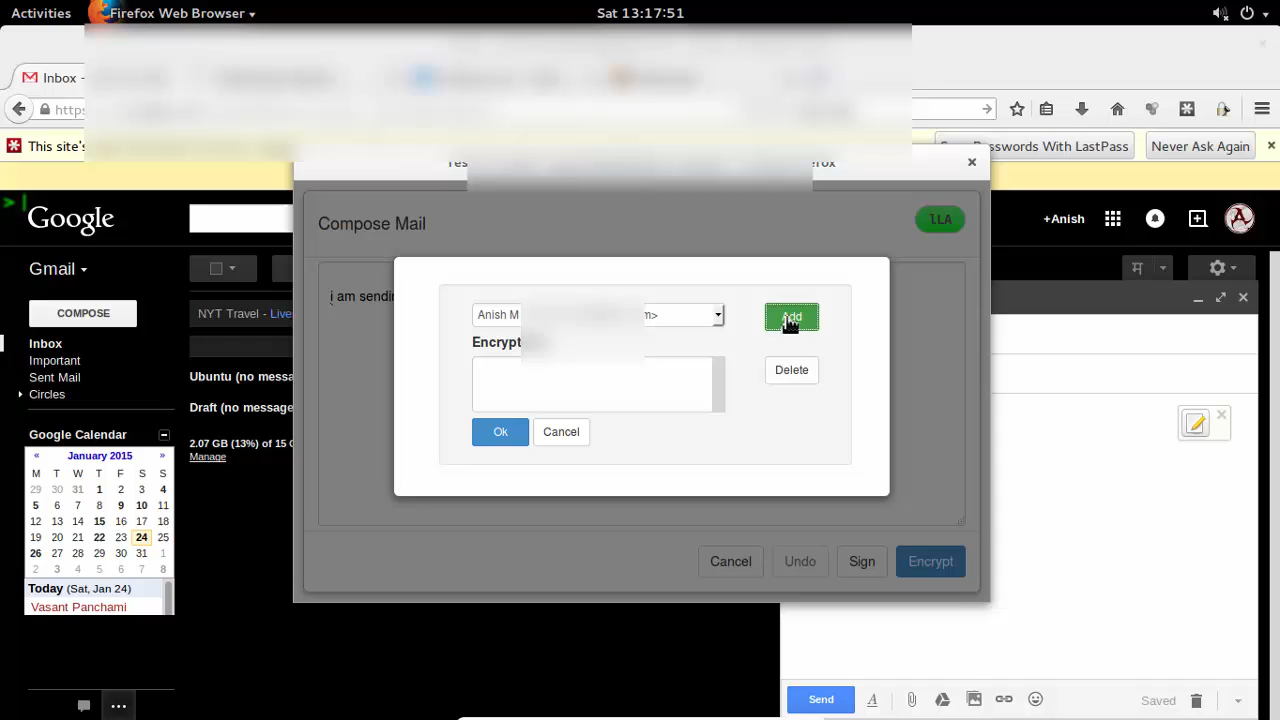 Activities Firefox Web Browser Sat 13:17:51
Inbox -
https
This site's Passwords With LastPass Never Ask Again
>
Google +Anish
Compose Mail lLA
Gmail म
i am sendin
COMPOSE
NYT Travel - Live
Anish M m> Add
Encrypt
Inbox
Important
Sent Mail
Circles
Ubuntu (no messa
Draft (no message
Delete
Ok Cancel
Google Calendar
2.07 GB (13%) of 15 G
Manage
« January 2015 »
M T W T F S S
29 30 31 1 2 3 4
5 6 7 8 9 10 11
12 13 14 15 16 17 18
19 20 21 22 23 24 25
26 27 28 29 30 31 1
2 3 4 5 6 7 8
Today (Sat, Jan 24)
Vasant Panchami
Cancel Undo Sign Encrypt
Send A Saved